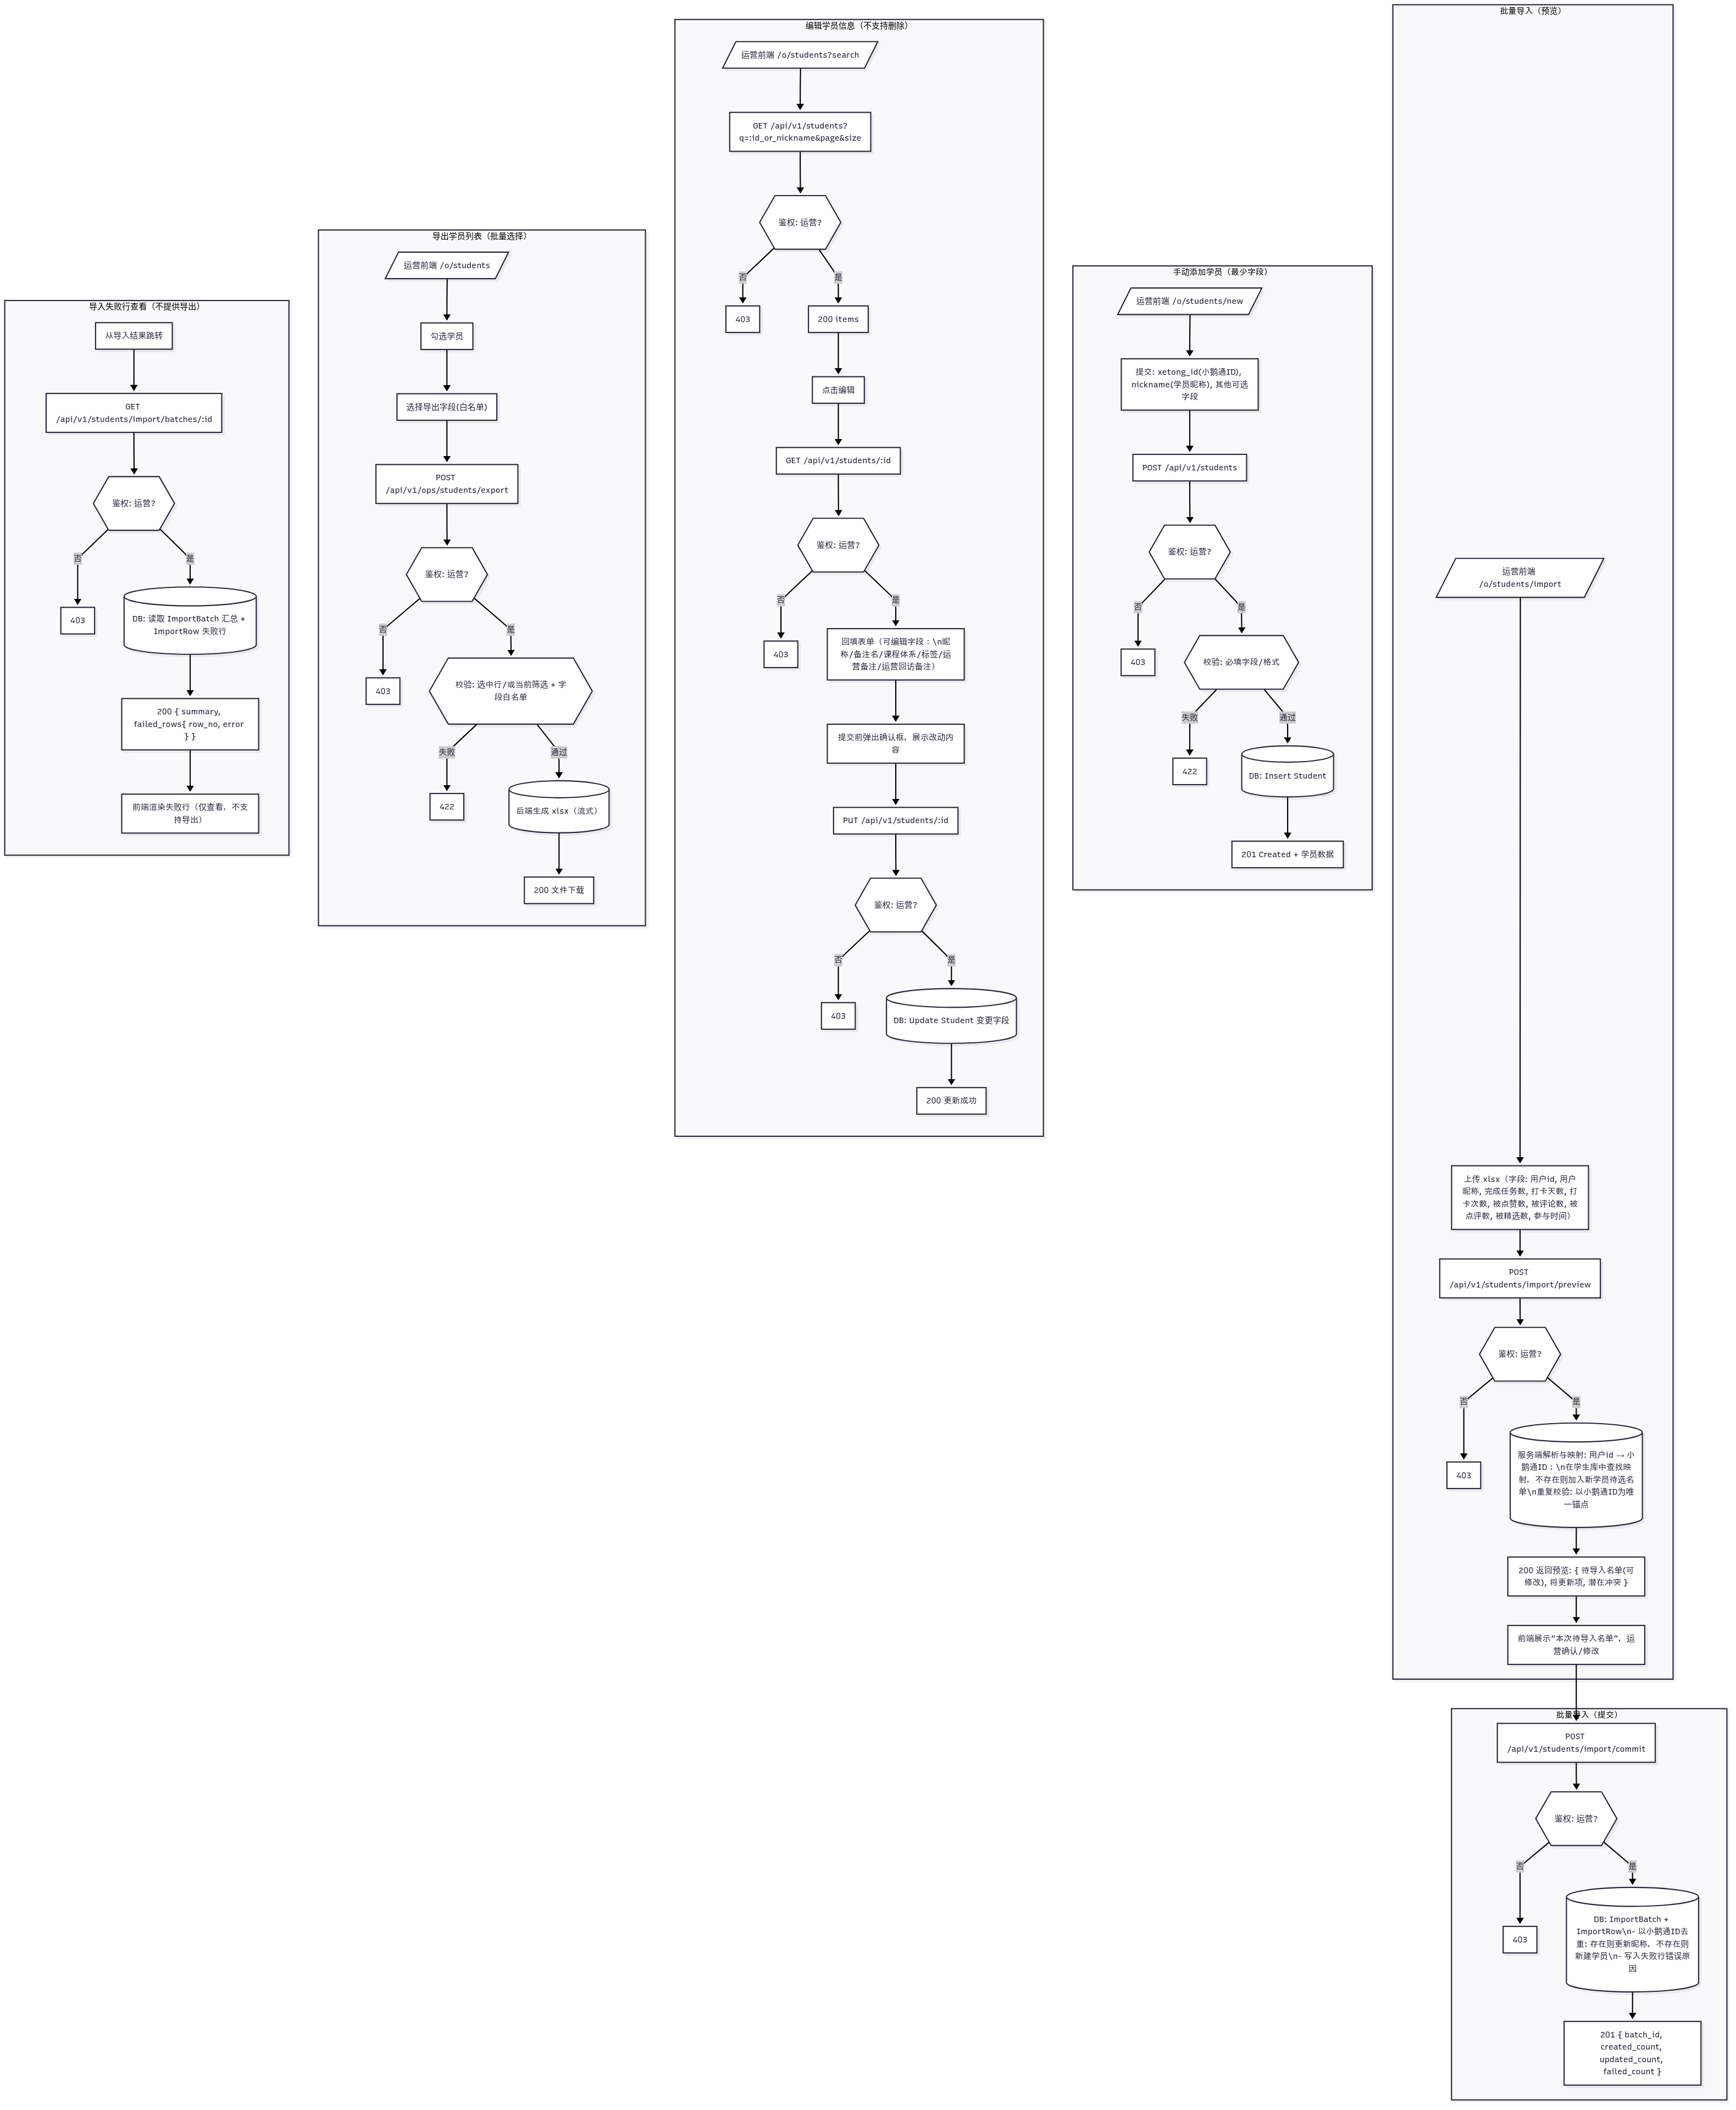 导入失败行查看（不提供导出）
从导入结果跳转
GET
/api/v1/students/import/batches/:id
鉴权: 运营?
否
是
403
DB: 读取 ImportBatch 汇总 +
ImportRow 失败行
200 { summary,
failed_rows{ row_no, error
} }
前端渲染失败行（仅查看，不支
持导出）
导出学员列表（批量选择）
运营前端 /o/students
勾选学员
选择导出字段(白名单)
POST
/api/v1/ops/students/export
鉴权: 运营?
否
是
403
校验: 选中行/或当前筛选 + 字
段白名单
失败
通过
422
后端生成 xlsx（流式）
200 文件下载
编辑学员信息（不支持删除）
运营前端 /o/students?search
GET /api/v1/students?
q=:id_or_nickname&page&size
鉴权: 运营?
否
是
403
200 items
点击编辑
GET /api/v1/students/:id
鉴权: 运营?
否
是
403
回填表单（可编辑字段：\n昵
称/备注名/课程体系/标签/运
营备注/运营回访备注）
提交前弹出确认框，展示改动内
容
PUT /api/v1/students/:id
鉴权: 运营?
否
是
403
DB: Update Student 变更字段
200 更新成功
手动添加学员（最少字段）
运营前端 /o/students/new
提交: xetong_id(小鹅通ID),
nickname(学员昵称), 其他可选
字段
POST /api/v1/students
鉴权: 运营?
否
是
403
校验: 必填字段/格式
失败
通过
422
DB: Insert Student
201 Created + 学员数据
批量导入（预览）
运营前端
/o/students/import
上传 xlsx（字段: 用户id, 用户
昵称, 完成任务数, 打卡天数, 打
卡次数, 被点赞数, 被评论数, 被
点评数, 被精选数, 参与时间）
POST
/api/v1/students/import/preview
鉴权: 运营?
否
是
403
服务端解析与映射: 用户id → 小
鹅通ID；\n在学生库中查找映
射，不存在则加入新学员待选名
单\n重复校验: 以小鹅通ID为唯
一锚点
200 返回预览: { 待导入名单(可
修改), 将更新项, 潜在冲突 }
前端展示“本次待导入名单”，运
营确认/修改
批量导入（提交）
POST
/api/v1/students/import/commit
鉴权: 运营?
否
是
403
DB: ImportBatch +
ImportRow\n- 以小鹅通ID去
重: 存在则更新昵称，不存在则
新建学员\n- 写入失败行错误原
因
201 { batch_id,
created_count,
updated_count,
failed_count }